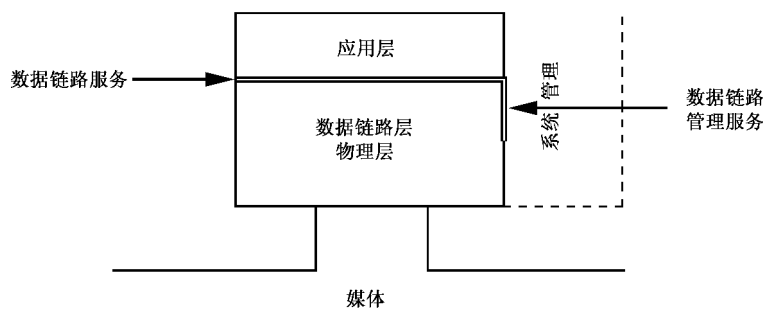 应用层
数据链路服务
数据链路层
物理层
系统 管理
数据链路
管理服务
媒体